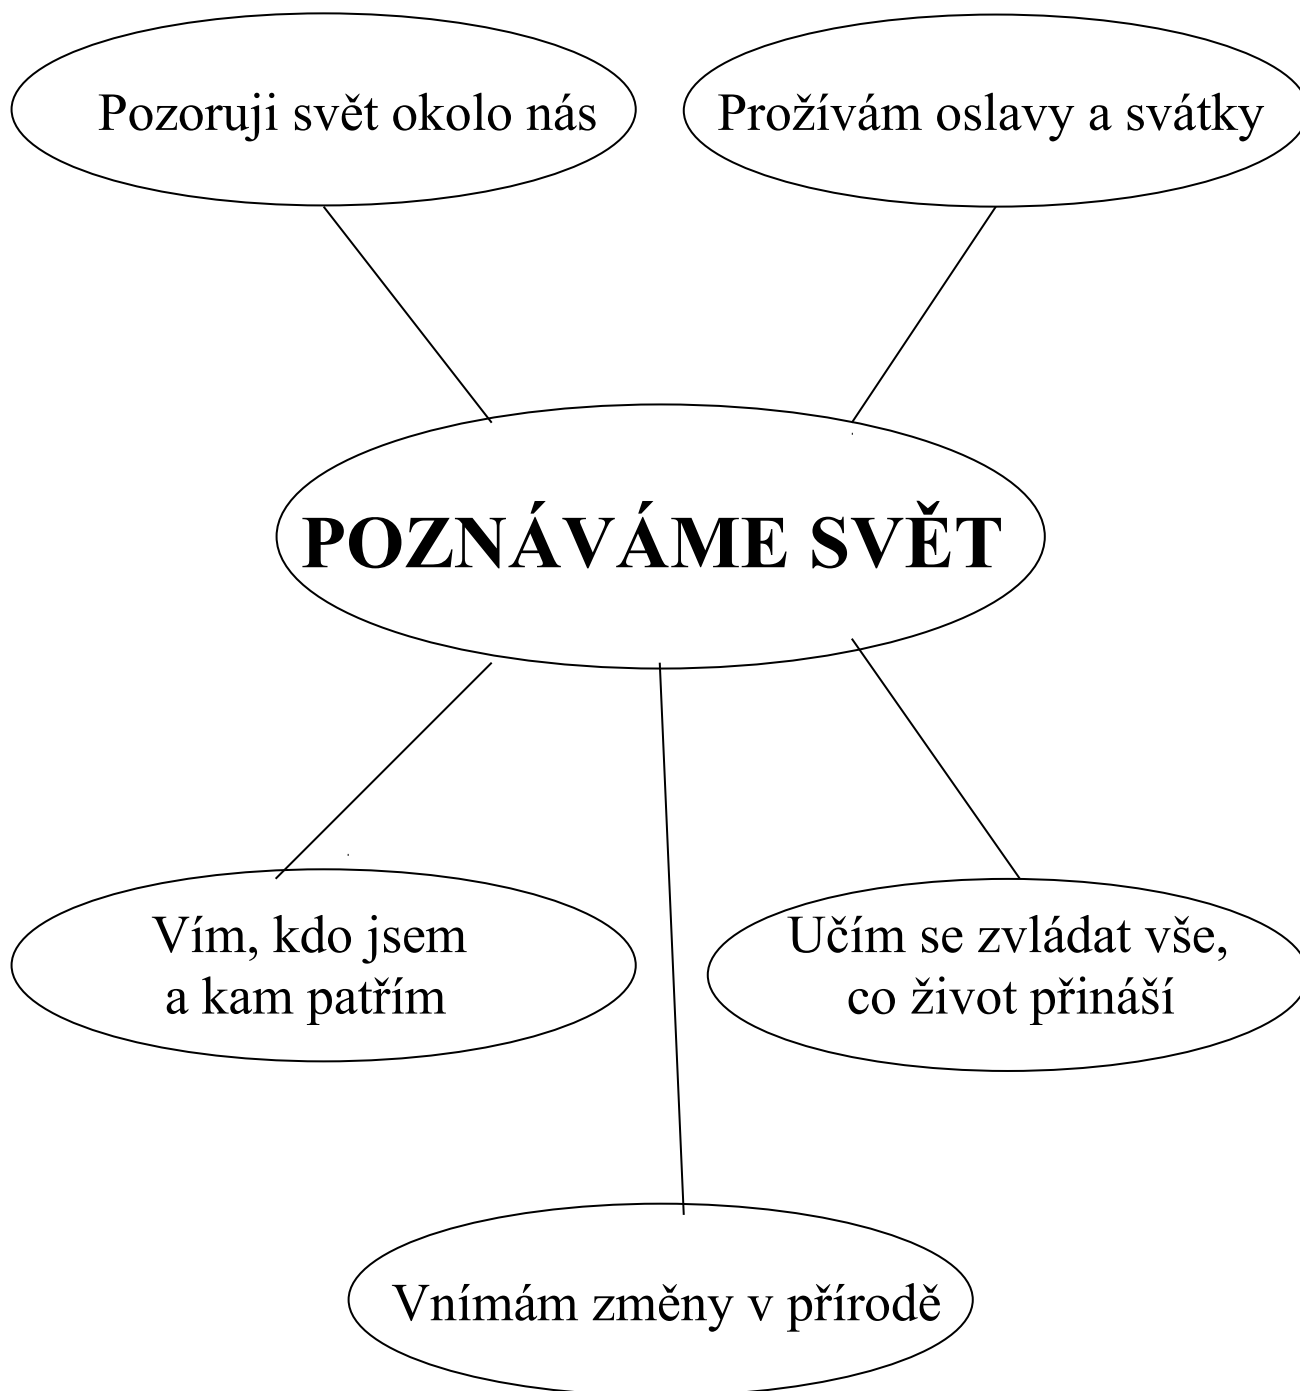 Pozoruji svět okolo nás
Prožívám oslavy a svátky
POZNÁVÁME SVĚT
Vím, kdo jsem
a kam patřím
Učím se zvládat vše,
co život přináší
Vnímám změny v přírodě